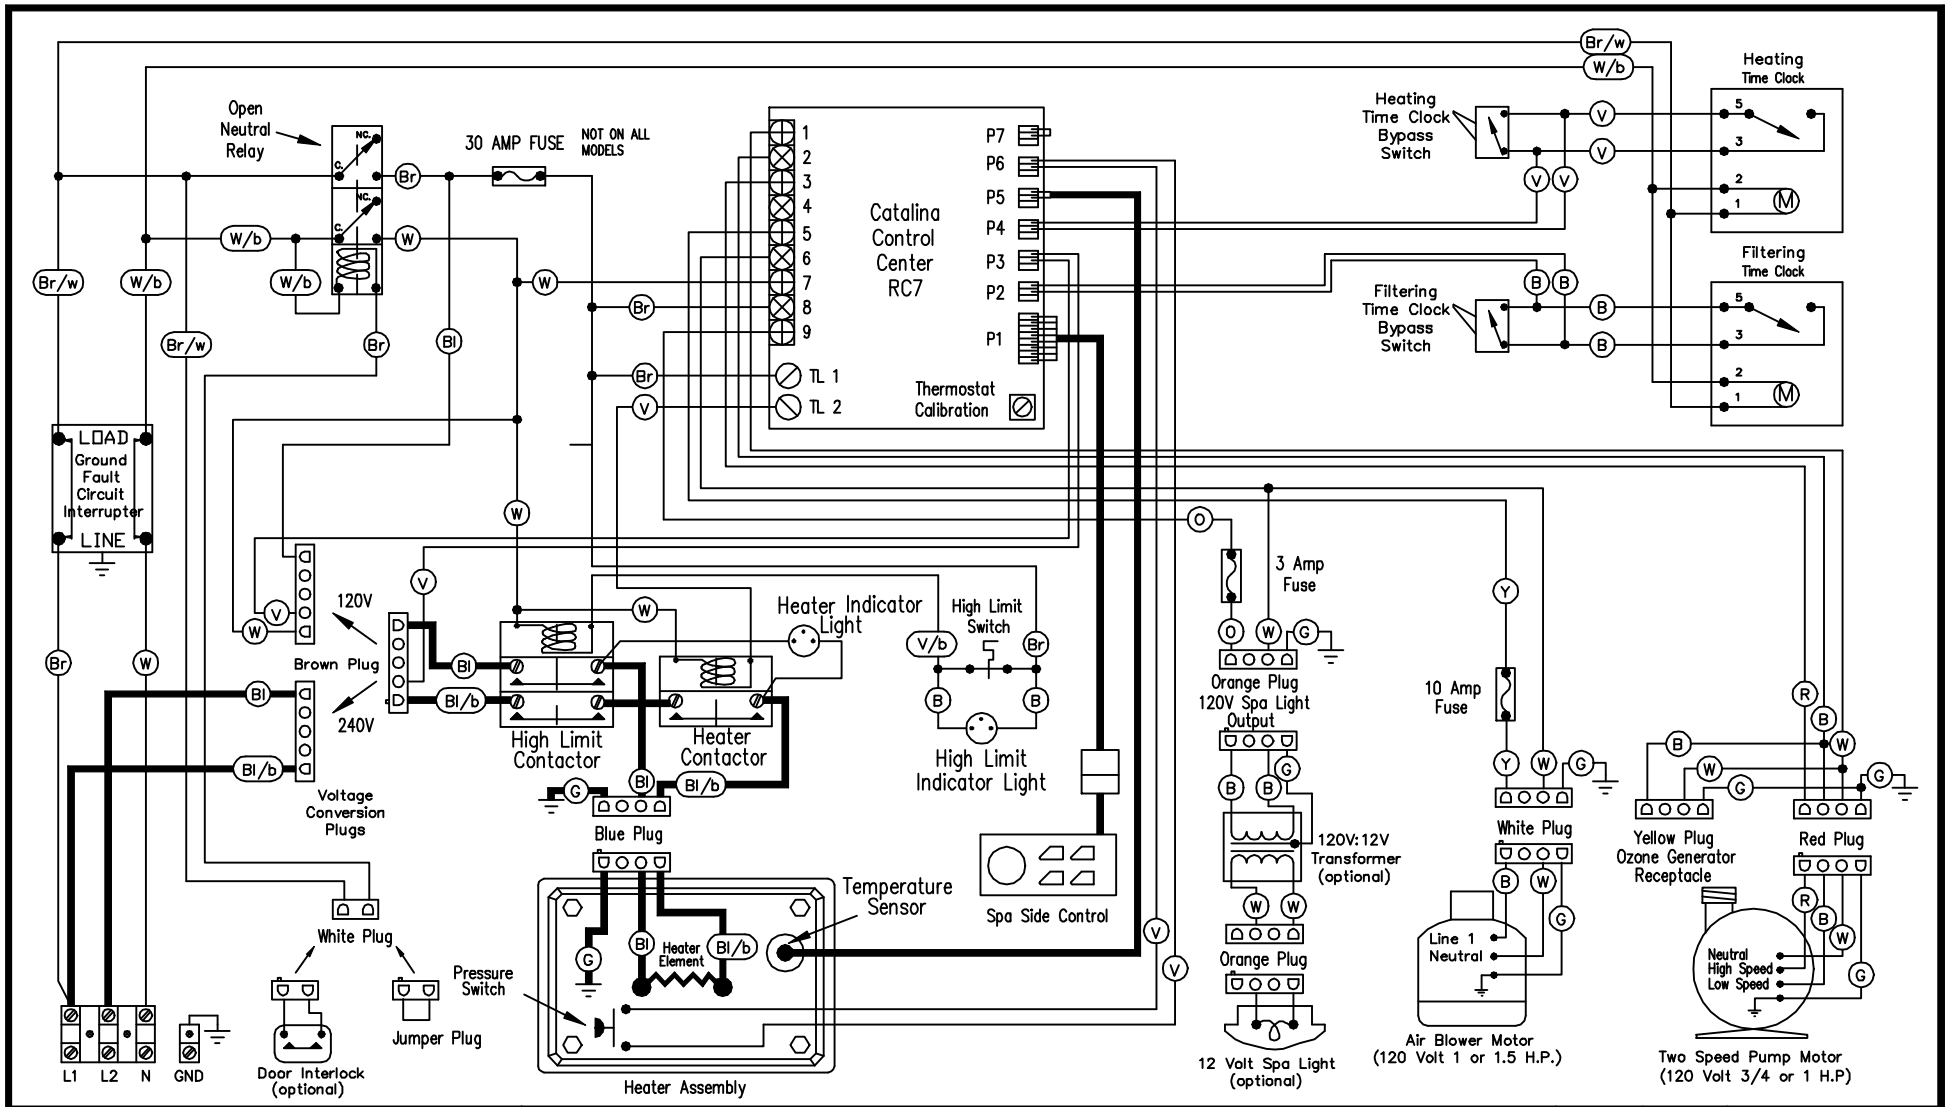 Br/w
W/b
Heating
Time Clock
5
3
2
1
M
Heating
Time Clock
Bypass
Switch
V
V
V
V
Open
Neutral
Relay
NC.
C.
NC.
C.
Br
30 AMP FUSE
NOT ON ALL
MODELS
W/b
W
W/b
Br/w
W/b
Br/w
Br
Bl
W
Br
Br
V
1
2
3
4
5
6
7
8
9
TL 1
TL 2
Catalina
Control
Center
RC7
P7
P6
P5
P4
P3
P2
P1
Thermostat
Calibration
Filtering
Time Clock
5
3
2
1
M
Filtering
Time Clock
Bypass
Switch
B
B
B
B
LOAD
Ground
Fault
Circuit
Interrupter
LINE
W
V
V
W
120V
Brown Plug
240V
Br
W
Bl
Bl/b
Voltage
Conversion
Plugs
Bl
Bl/b
W
High Limit
Contactor
Heater
Contactor
Heater Indicator
Light
V/b
High Limit
Switch
Br
B
B
High Limit
Indicator Light
G
Bl
Bl/b
Blue Plug
O
3 Amp
Fuse
O
W
G
Orange Plug
120V Spa Light
Output
B
B
G
120V:12V
Transformer
(optional)
W
W
Orange Plug
12 Volt Spa Light
(optional)
Y
10 Amp
Fuse
Y
W
G
White Plug
B
W
G
Line 1
Neutral
Air Blower Motor
(120 Volt 1 or 1.5 H.P.)
R
B
W
G
B
W
G
Yellow Plug
Ozone Generator
Receptacle
Red Plug
R
B
W
G
Neutral
High Speed
Low Speed
Two Speed Pump Motor
(120 Volt 3/4 or 1 H.P)
Spa Side Control
V
V
Temperature
Sensor
G
Bl
Heater
Element
Bl/b
Pressure
Switch
Heater Assembly
White Plug
Door Interlock
(optional)
Jumper Plug
L1
L2
N
GND